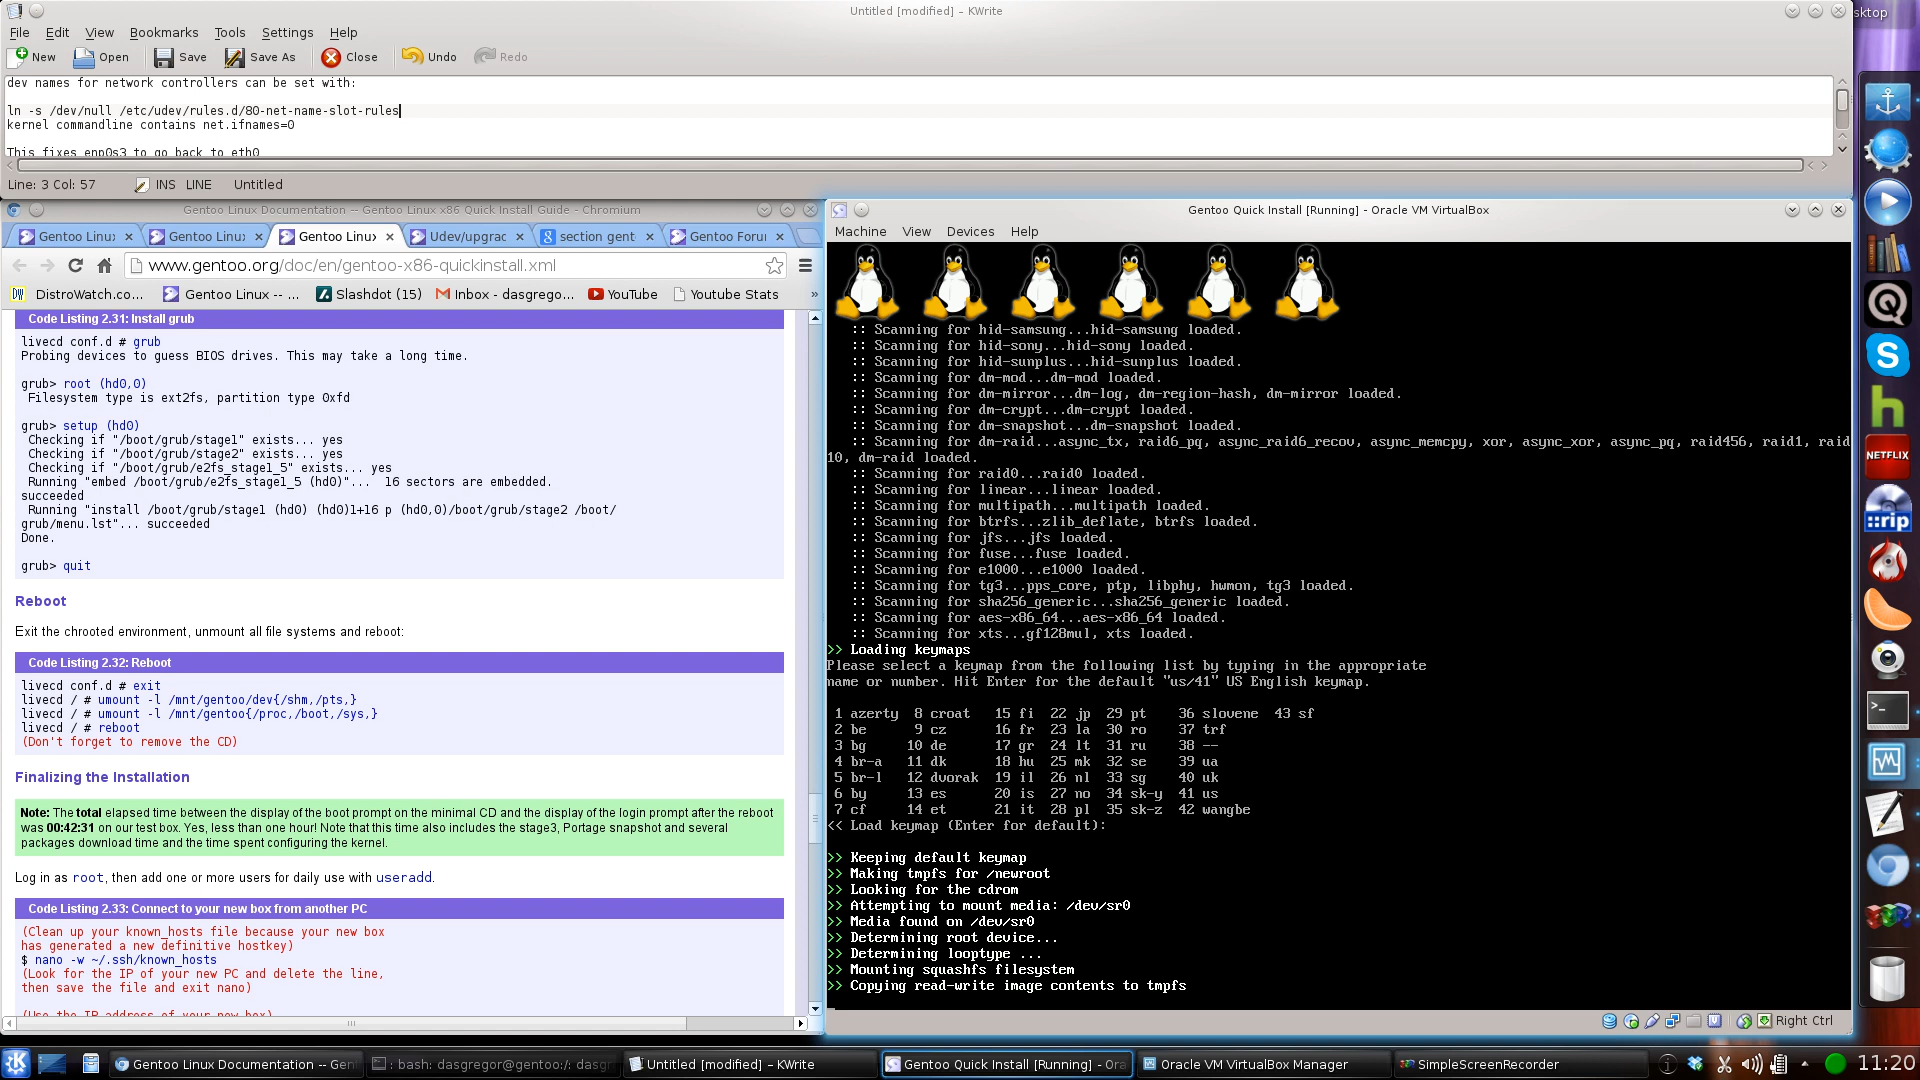 Untitled [modified] – KWrite
sktop
File Edit View Bookmarks Tools Settings Help
New Open Save Save As Close Undo Redo
dev names for network controllers can be set with:
ln -s /dev/null /etc/udev/rules.d/80-net-name-slot-rules
kernel commandline contains net.ifnames=0
This fixes enp0s3 to go back to eth0
Line: 3 Col: 57 INS LINE Untitled
Gentoo Linux Documentation -- Gentoo Linux x86 Quick Install Guide - Chromium
Gentoo Linux Gentoo Linux Gentoo Linux Udev/upgrac section gent Gentoo Foru
www.gentoo.org/doc/en/gentoo-x86-quickinstall.xml
DistroWatch.co... Gentoo Linux -- ... Slashdot (15) Inbox - dasgrego... YouTube Youtube Stats »
Code Listing 2.31: Install grub
livecd conf.d # grub
Probing devices to guess BIOS drives. This may take a long time.
grub> root (hd0,0)
Filesystem type is ext2fs, partition type 0xfd
grub> setup (hd0)
Checking if "/boot/grub/stage1" exists... yes
Checking if "/boot/grub/stage2" exists... yes
Checking if "/boot/grub/e2fs_stage1_5" exists... yes
Running "embed /boot/grub/e2fs_stage1_5 (hd0)"... 16 sectors are embedded.
succeeded
Running "install /boot/grub/stage1 (hd0) (hd0)1+16 p (hd0,0)/boot/grub/stage2 /boot/
grub/menu.lst"... succeeded
Done.
grub> quit
Reboot
Exit the chrooted environment, unmount all file systems and reboot:
Code Listing 2.32: Reboot
livecd conf.d # exit
livecd / # umount -l /mnt/gentoo/dev{/shm,/pts,}
livecd / # umount -l /mnt/gentoo{/proc,/boot,/sys,}
livecd / # reboot
(Don't forget to remove the CD)
Finalizing the Installation
Note: The total elapsed time between the display of the boot prompt on the minimal CD and the display of the login prompt after the reboot
was 00:42:31 on our test box. Yes, less than one hour! Note that this time also includes the stage3, Portage snapshot and several
packages download time and the time spent configuring the kernel.
Log in as root, then add one or more users for daily use with useradd.
Code Listing 2.33: Connect to your new box from another PC
(Clean up your known_hosts file because your new box
has generated a new definitive hostkey)
$ nano -w ~/.ssh/known_hosts
(Look for the IP of your new PC and delete the line,
then save the file and exit nano)
(Use the IP address of your new box)
Gentoo Quick Install [Running] - Oracle VM VirtualBox
Machine View Devices Help
:: Scanning for hid-samsung...hid-samsung loaded.
:: Scanning for hid-sony...hid-sony loaded.
:: Scanning for hid-sunplus...hid-sunplus loaded.
:: Scanning for dm-mod...dm-mod loaded.
:: Scanning for dm-mirror...dm-log, dm-region-hash, dm-mirror loaded.
:: Scanning for dm-crypt...dm-crypt loaded.
:: Scanning for dm-snapshot...dm-snapshot loaded.
:: Scanning for dm-raid...async_tx, raid6_pq, async_raid6_recov, async_memcpy, xor, async_xor, async_pq, raid456, raid1, raid
10, dm-raid loaded.
:: Scanning for raid0...raid0 loaded.
:: Scanning for linear...linear loaded.
:: Scanning for multipath...multipath loaded.
:: Scanning for btrfs...zlib_deflate, btrfs loaded.
:: Scanning for jfs...jfs loaded.
:: Scanning for fuse...fuse loaded.
:: Scanning for e1000...e1000 loaded.
:: Scanning for tg3...pps_core, ptp, libphy, hwmon, tg3 loaded.
:: Scanning for sha256_generic...sha256_generic loaded.
:: Scanning for aes-x86_64...aes-x86_64 loaded.
:: Scanning for xts...gf128mul, xts loaded.
>> Loading keymaps
Please select a keymap from the following list by typing in the appropriate
name or number. Hit Enter for the default "us/41" US English keymap.
1 azerty 8 croat 15 fi 22 jp 29 pt 36 slovene 43 sf
2 be 9 cz 16 fr 23 la 30 ro 37 trf
3 bg 10 de 17 gr 24 lt 31 ru 38 --
4 br-a 11 dk 18 hu 25 mk 32 se 39 ua
5 br-l 12 dvorak 19 il 26 nl 33 sg 40 uk
6 by 13 es 20 is 27 no 34 sk-y 41 us
7 cf 14 et 21 it 28 pl 35 sk-z 42 wangbe
<< Load keymap (Enter for default):
>> Keeping default keymap
>> Making tmpfs for /newroot
>> Looking for the cdrom
>> Attempting to mount media: /dev/sr0
>> Media found on /dev/sr0
>> Determining root device...
>> Determining looptype ...
>> Mounting squashfs filesystem
>> Copying read-write image contents to tmpfs
Right Ctrl
NETFLIX
::rip
Gentoo Linux Documentation -- Gen : bash: dasgregor@gentoo:/: dasg Untitled [modified] – KWrite Gentoo Quick Install [Running] - Ora Oracle VM VirtualBox Manager SimpleScreenRecorder 11:20